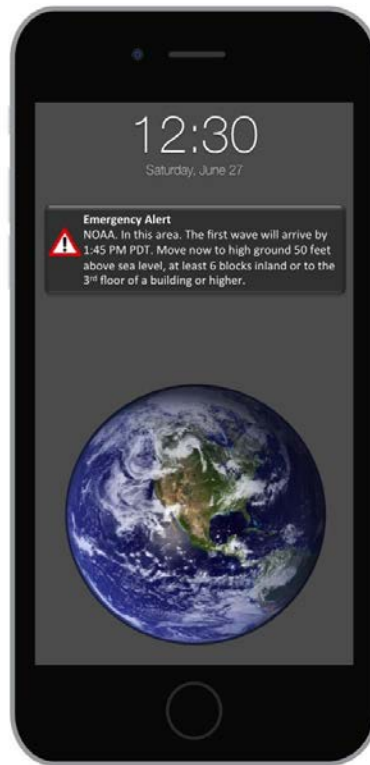 12:30
Saturday, June 27
Emergency Alert
NOAA. In this area. The first wave will arrive by
1:45 PM PDT. Move now to high ground 50 feet
above sea level, at least 6 blocks inland or to the
3rd floor of a building or higher.